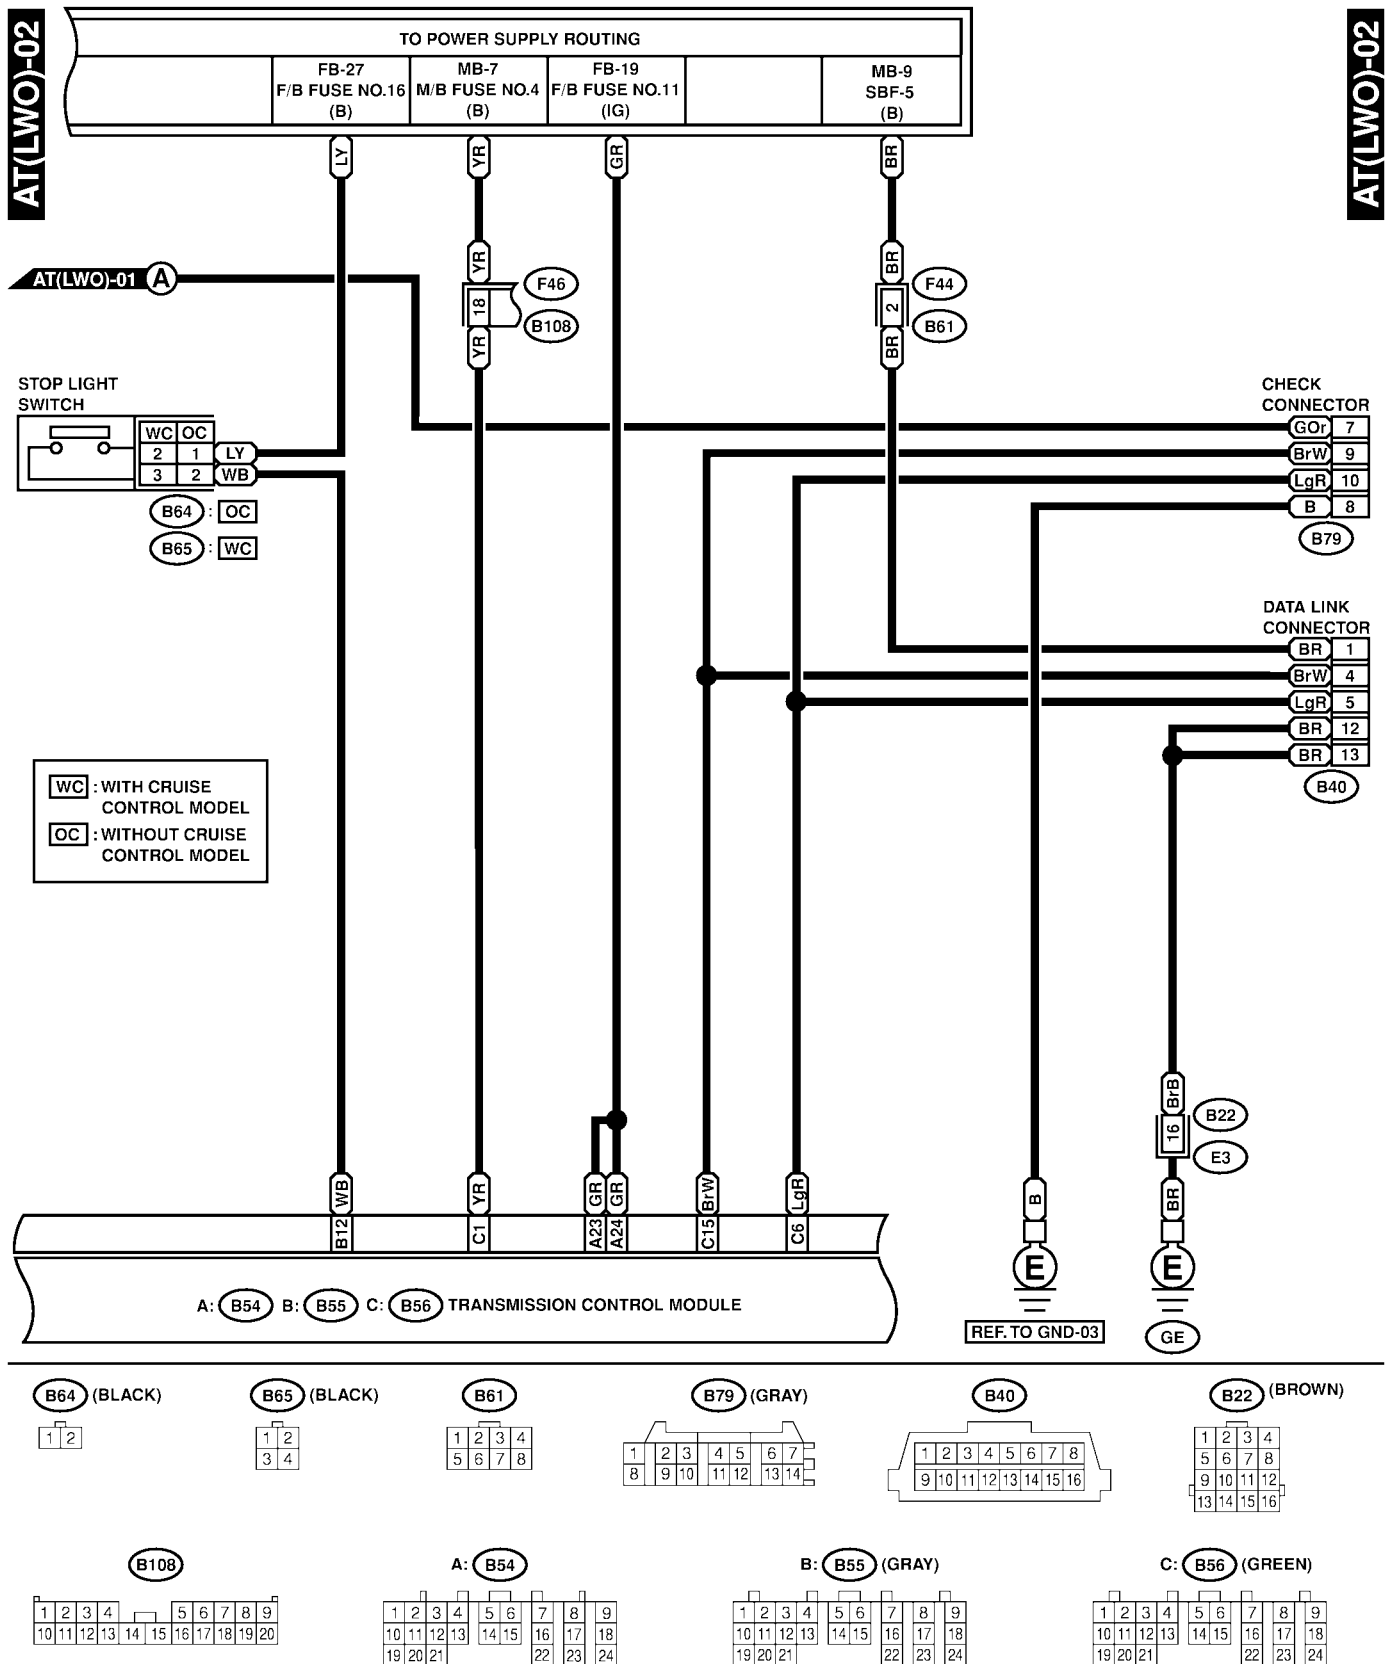 AT(LWO)-02
AT(LWO)-02
TO POWER SUPPLY ROUTING
FB-27
F/B FUSE NO.16
(B)
MB-7
M/B FUSE NO.4
(B)
FB-19
F/B FUSE NO.11
(IG)
MB-9
SBF-5
(B)
LY
YR
GR
BR
YR
BR
AT(LWO)-01 A
18
F46
B108
2
F44
B61
YR
BR
STOP LIGHT
SWITCH
WC OC
2 1 LY
3 2 WB
B64 : OC
B65 : WC
CHECK
CONNECTOR
GOr 7
BrW 9
LgR 10
B 8
B79
DATA LINK
CONNECTOR
BR 1
BrW 4
LgR 5
BR 12
BR 13
B40
WC : WITH CRUISE
CONTROL MODEL
OC : WITHOUT CRUISE
CONTROL MODEL
BrB
16
B22
E3
WB
YR
GR
GR
BrW
LgR
B
BR
B12
C1
A23
A24
C15
C6
E
E
A: B54 B: B55 C: B56 TRANSMISSION CONTROL MODULE
REF. TO GND-03
GE
B64 (BLACK)
1 2
B65 (BLACK)
1 2
3 4
B61
1 2 3 4
5 6 7 8
B79 (GRAY)
1 2 3 4 5 6 7
8 9 10 11 12 13 14
B40
1 2 3 4 5 6 7 8
9 10 11 12 13 14 15 16
B22 (BROWN)
1 2 3 4
5 6 7 8
9 10 11 12
13 14 15 16
B108
1 2 3 4 5 6 7 8 9
10 11 12 13 14 15 16 17 18 19 20
A: B54
1 2 3 4 5 6 7 8 9
10 11 12 13 14 15 16 17 18
19 20 21 22 23 24
B: B55 (GRAY)
1 2 3 4 5 6 7 8 9
10 11 12 13 14 15 16 17 18
19 20 21 22 23 24
C: B56 (GREEN)
1 2 3 4 5 6 7 8 9
10 11 12 13 14 15 16 17 18
19 20 21 22 23 24